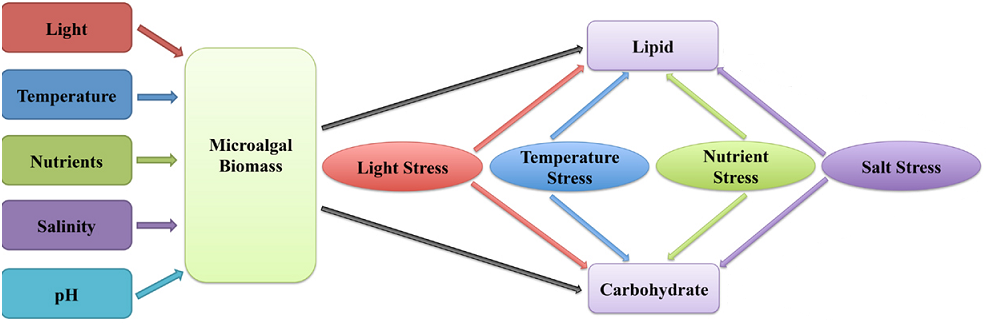 Light
Temperature
Nutrients
Salinity
pH
Microalgal
Biomass
Lipid
Light Stress
Temperature
Stress
Nutrient
Stress
Salt Stress
Carbohydrate